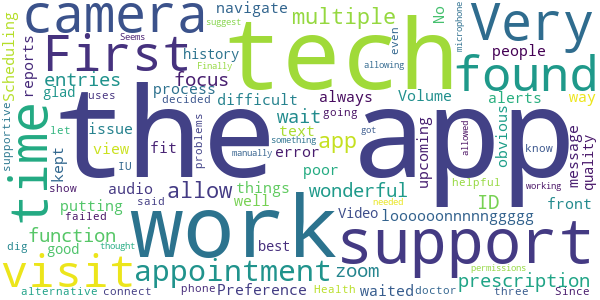 camera
navigate
multiple
No
suggest
Seems
Finally
even
microphone
allowing
Very
First
tech
people
Scheduling
reports
entries
glad
uses
history
focus
process
decided
difficult
always
going
Volume
alerts
way
found
supportive
time
let
kept
issue
view
IU
fit
problems
wait
text
error
manually
something
app
got
the app
upcoming
allowed
obvious
know
message
quality
show
audio
allow
things
poor
wonderful
helpful
ID
front
putting
failed
said
well
Video
looooonnnnnggggg
work
support
function
good
thought
best
Preference
zoom
waited
needed
working
dig
visit
appointment
prescription
permissions
alternative
connect
phone
Health
doctor
three
Since